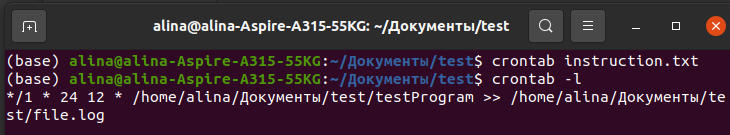 alina@alina-Aspire-A315-55KG: ~/Документы/test
(base) alina@alina-Aspire-A315-55KG:~/Документы/test$ crontab instruction.txt
(base) alina@alina-Aspire-A315-55KG:~/Документы/test$ crontab -l
*/1 * 24 12 * /home/alina/Документы/test/testProgram >> /home/alina/Документы/te
st/file.log